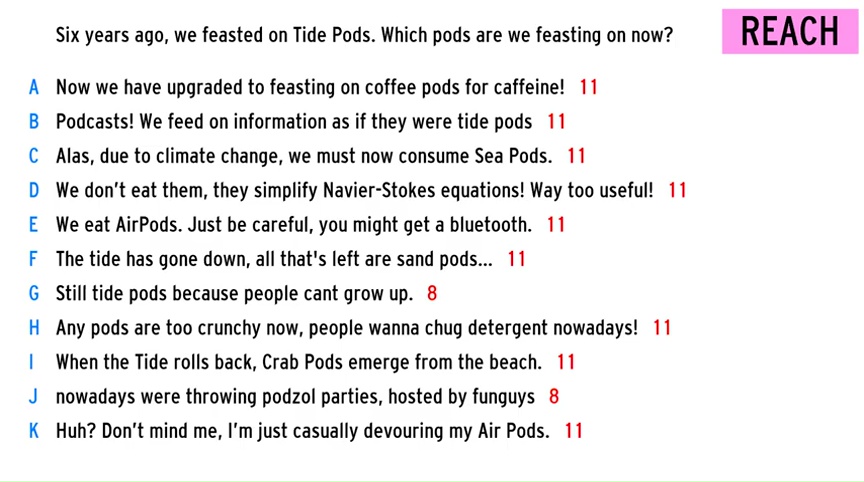 Six years ago, we feasted on Tide Pods. Which pods are we feasting on now?
REACH
A Now we have upgraded to feasting on coffee pods for caffeine! 11
B Podcasts! We feed on information as if they were tide pods 11
C Alas, due to climate change, we must now consume Sea Pods. 11
D We don't eat them, they simplify Navier-Stokes equations! Way too useful! 11
E We eat AirPods. Just be careful, you might get a bluetooth. 11
F The tide has gone down, all that's left are sand pods... 11
G Still tide pods because people cant grow up. 8
H Any pods are too crunchy now, people wanna chug detergent nowadays! 11
I When the Tide rolls back, Crab Pods emerge from the beach. 11
J nowadays were throwing podzol parties, hosted by funguys 8
K Huh? Don't mind me, I'm just casually devouring my Air Pods. 11